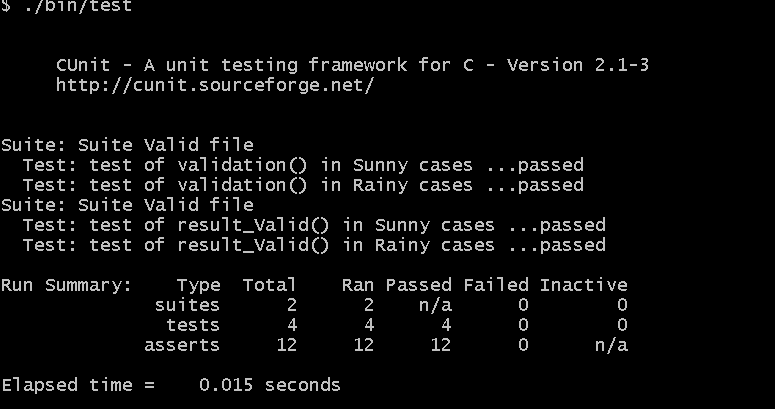 $ ./bin/test
CUnit - A unit testing framework for C - Version 2.1-3
http://cunit.sourceforge.net/
Suite: Suite Valid file
Test: test of validation() in Sunny cases ...passed
Test: test of validation() in Rainy cases ...passed
Suite: Suite Valid file
Test: test of result_Valid() in Sunny cases ...passed
Test: test of result_Valid() in Rainy cases ...passed
Run Summary: Type Total Ran Passed Failed Inactive
suites 2 2 n/a 0 0
tests 4 4 4 0 0
asserts 12 12 12 0 n/a
Elapsed time = 0.015 seconds